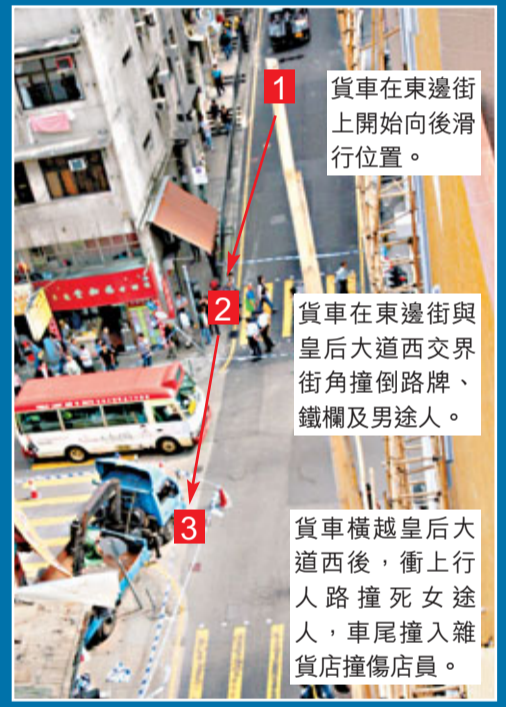 1
貨車在東邊街
上開始向後滑
行位置。
2
貨車在東邊街與
皇后大道西交界
街角撞倒路牌、
鐵欄及男途人。
3
貨車橫越皇后大
道西後，衝上行
人路撞死女途
人，車尾撞入雜
貨店撞傷店員。